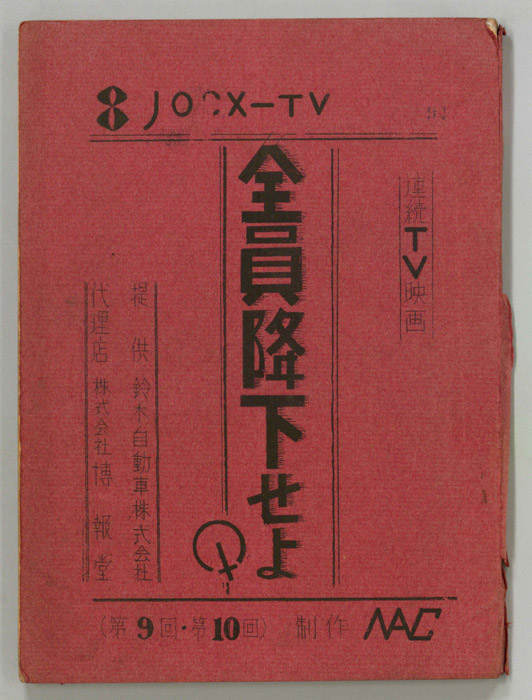 8 JOCX-TV
連続TV映画
全員降下せよ
提供 鈴木自動車株式会社
代理店 株式会社 博報堂
(第9回・第10回) 制作 NAC